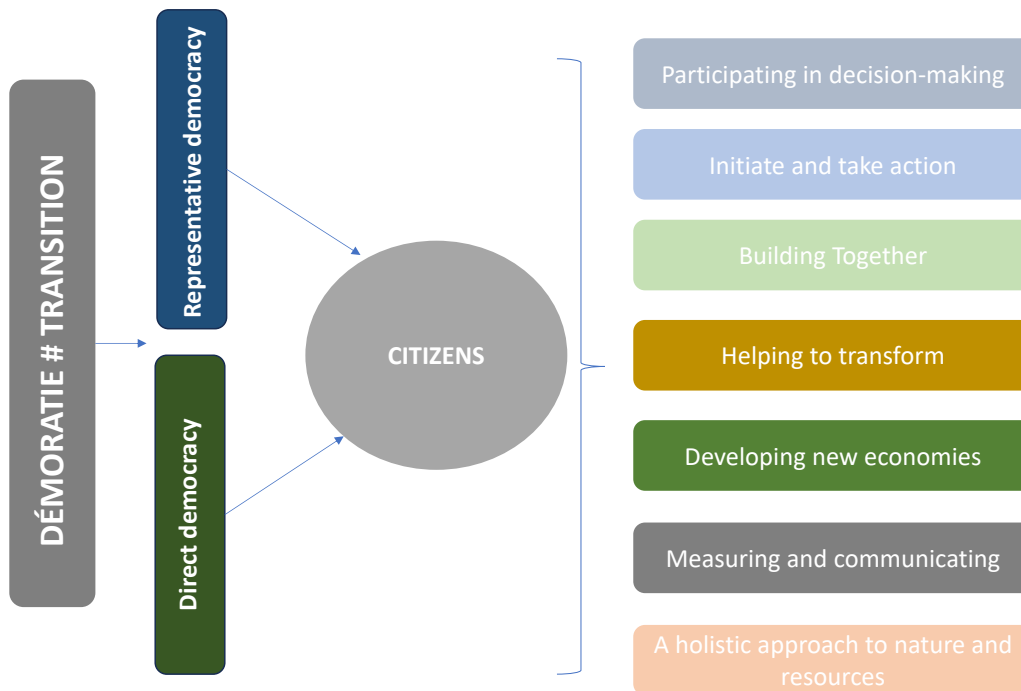 DÉMORATIE # TRANSITION
Representative democracy
Direct democracy
CITIZENS
Participating in decision-making
Initiate and take action
Building Together
Helping to transform
Developing new economies
Measuring and communicating
A holistic approach to nature and
resources